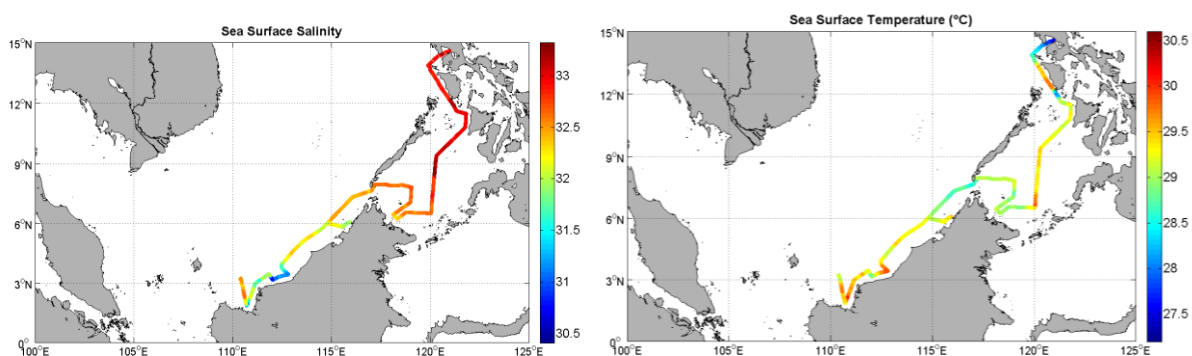 Sea Surface Salinity
15°N
12°N
9°N
6°N
3°N
0°
100°E 105°E 110°E 115°E 120°E 125°E
33
32.5
32
31.5
31
30.5
Sea Surface Temperature (°C)
15°N
12°N
9°N
6°N
3°N
0°
100°E 105°E 110°E 115°E 120°E 125°E
30.5
30
29.5
29
28.5
28
27.5